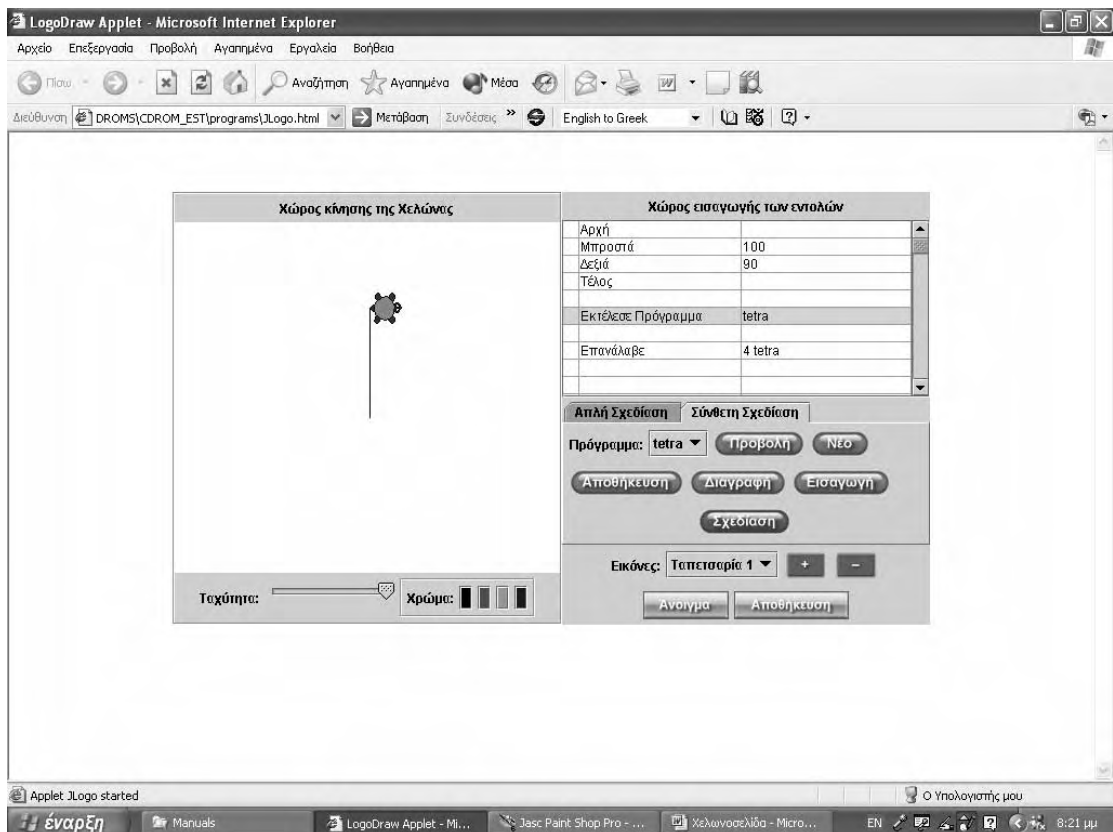 LogoDraw Applet - Microsoft Internet Explorer
Αρχείο Επεξεργασία Προβολή Αγαπημένα Εργαλεία Βοήθεια
Πίσω Αναζήτηση Αγαπημένα Μέσα
Διεύθυνση DROMS\CDROM_EST\programs\JLogo.html Μετάβαση Συνδέσεις » English to Greek
Χώρος κίνησης της Χελώνας
Χώρος εισαγωγής των εντολών
Αρχή
Μπροστά 100
Δεξιά 90
Τέλος
Εκτέλεσε Πρόγραμμα tetra
Επανάλαβε 4 tetra
Απλή Σχεδίαση Σύνθετη Σχεδίαση
Πρόγραμμα: tetra Προβολή Νέο
Αποθήκευση Διαγραφή Εισαγωγή
Σχεδίαση
Εικόνες: Ταπετσαρία 1 + -
Ταχύτητα: Χρώμα:
Άνοιγμα Αποθήκευση
Applet JLogo started Ο Υπολογιστής μου
έναρξη Manuals LogoDraw Applet - Mi... Jasc Paint Shop Pro - ... Χελωνοσελίδα - Micro... EN 8:21 μμ